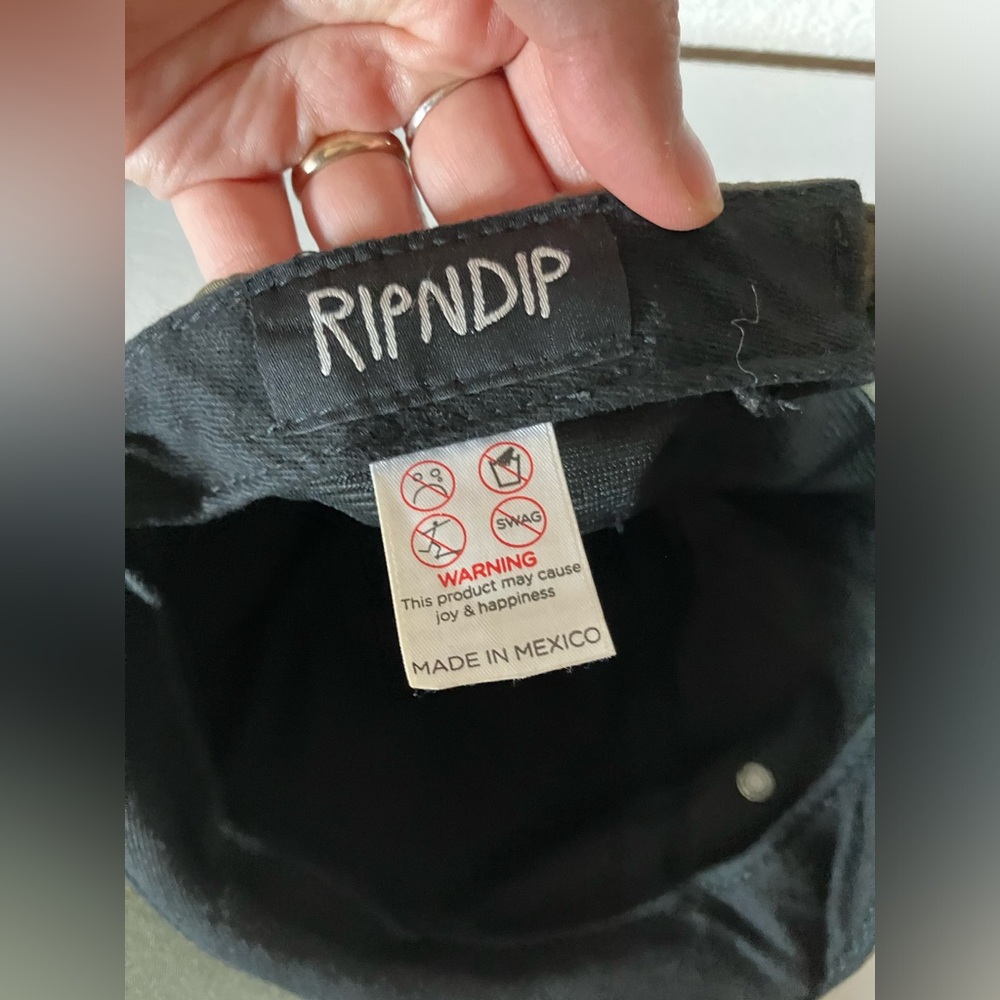 RIPNDIP
SWAG
WARNING
This product may cause
joy & happiness
MADE IN MEXICO